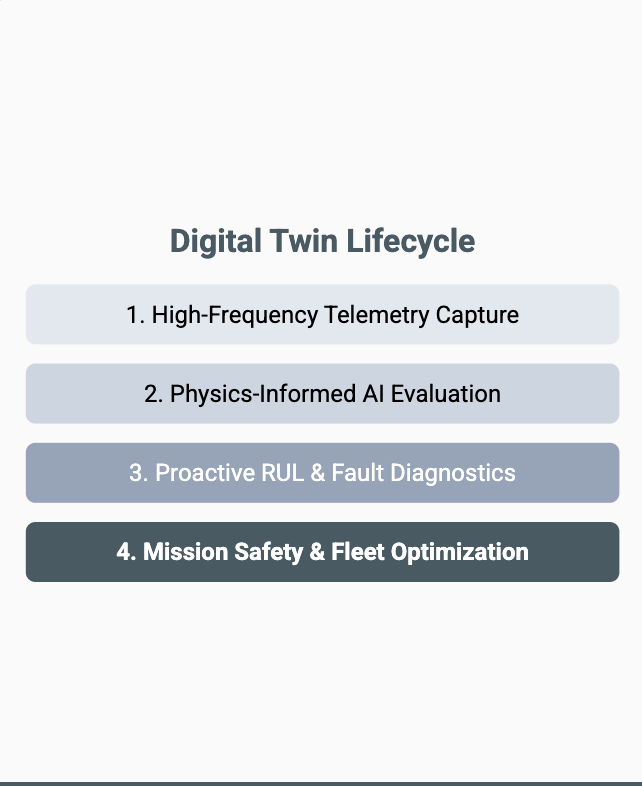 Digital Twin Lifecycle
1. High-Frequency Telemetry Capture
2. Physics-Informed AI Evaluation
3. Proactive RUL & Fault Diagnostics
4. Mission Safety & Fleet Optimization